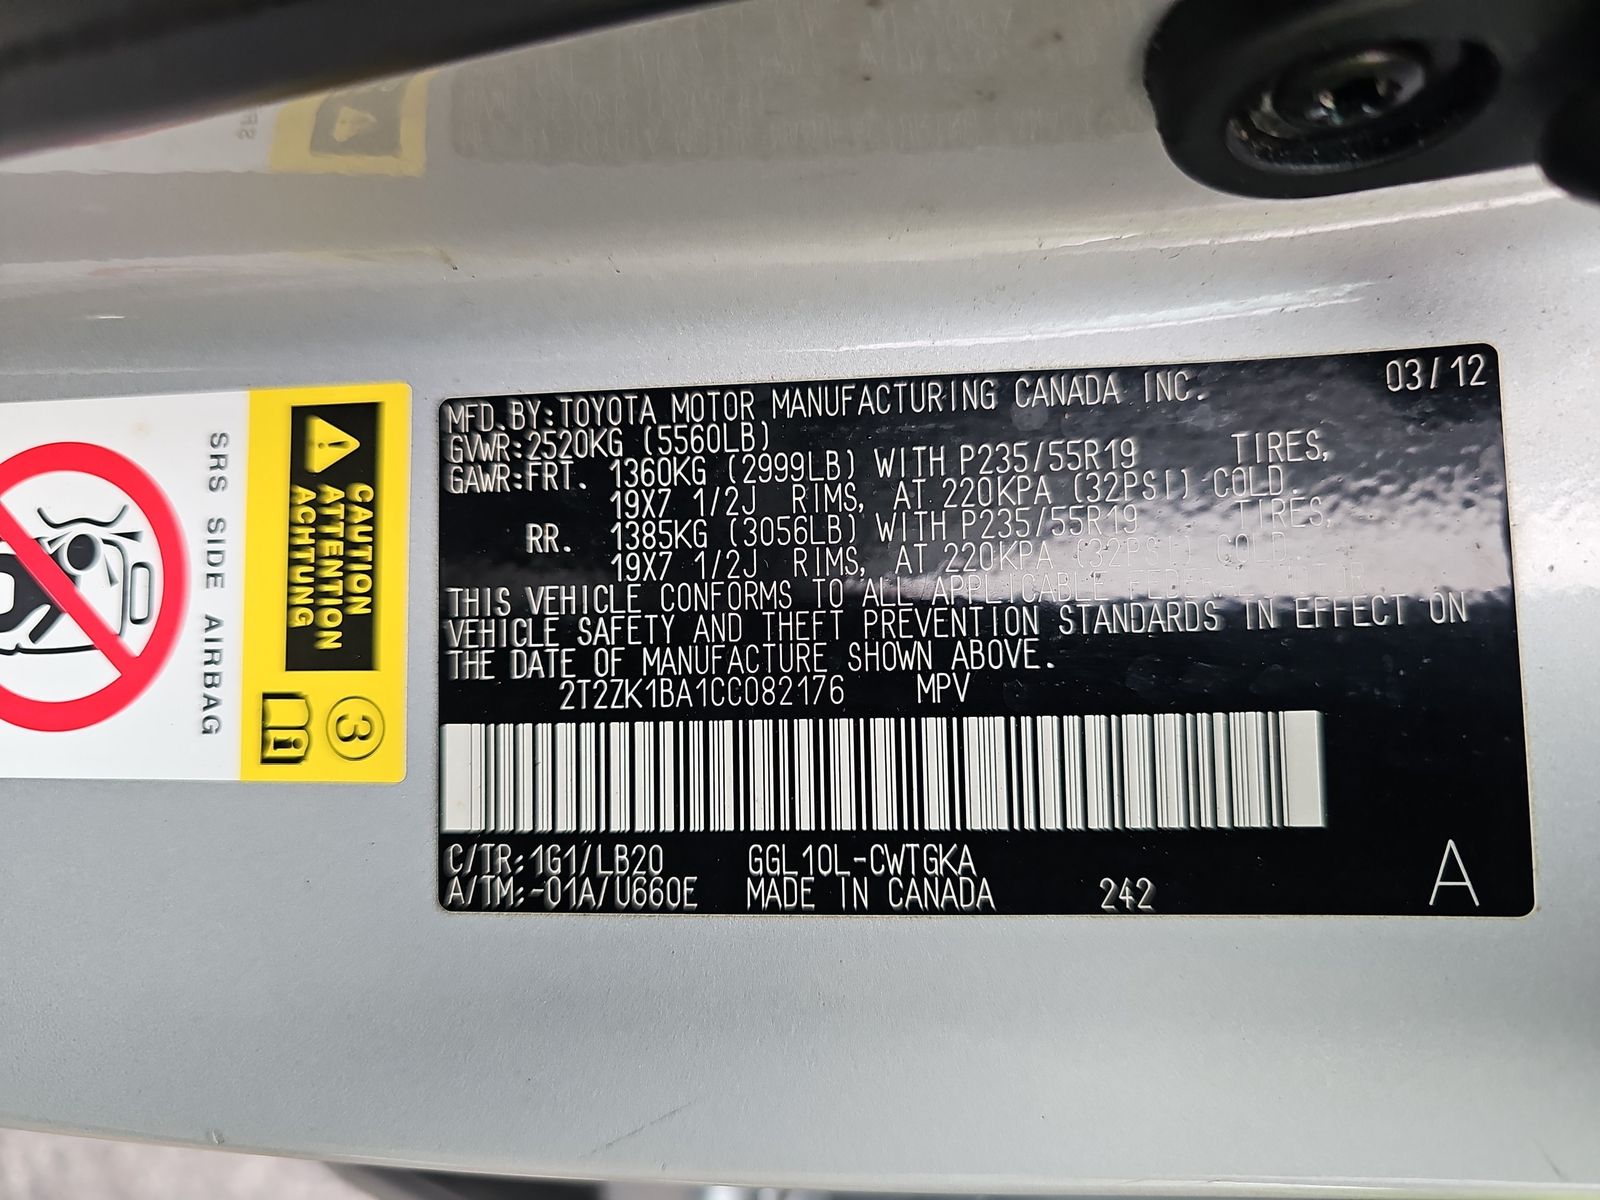 MFD. BY: TOYOTA MOTOR MANUFACTURING CANADA INC. 03/12
GVWR: 2520KG (5560LB)
GAWR: FRT. 1360KG (2999LB) WITH P235/55R19 TIRES,
19X7 1/2J RIMS, AT 220KPA (32PSI) COLD.
RR. 1385KG (3056LB) WITH P235/55R19 TIRES,
19X7 1/2J RIMS, AT 220KPA (32PSI) COLD.
THIS VEHICLE CONFORMS TO ALL APPLICABLE FEDERAL MOTOR
VEHICLE SAFETY AND THEFT PREVENTION STANDARDS IN EFFECT ON
THE DATE OF MANUFACTURE SHOWN ABOVE.
2T2ZK1BA1CC082176 MPV
C/TR: 1G1/LB20 GGL10L-CWTGKA
A/TM: -01A/U660E MADE IN CANADA 242 A
CAUTION
ATTENTION
ACHTUNG
3
SRS SIDE AIRBAG